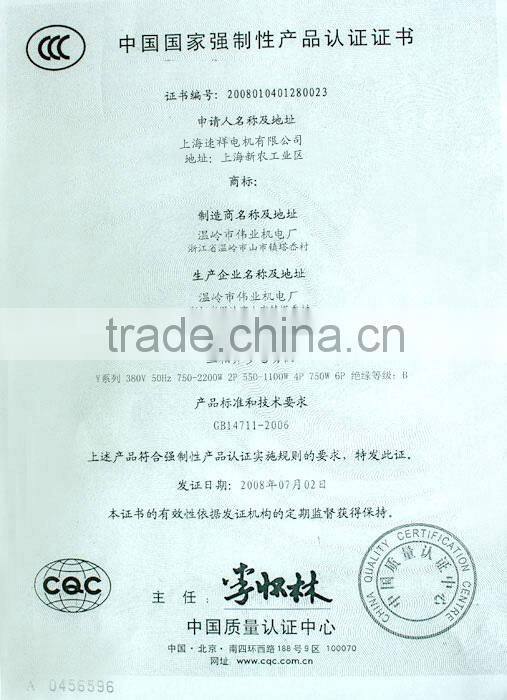 CCC
中国国家强制性产品认证证书
证书编号：2008010401280023
申请人名称及地址
上海速祥电机有限公司
地址：上海新农工业区
商标：
制造商名称及地址
温岭市伟业机电厂
浙江省温岭市山市镇塔岙村
生产企业名称及地址
温岭市伟业机电厂
trade.china.cn
Y系列 380V 50Hz 750-2200W 2P 550-1100W 4P 750W 6P 绝缘等级：B
产品标准和技术要求
GB14711-2006
上述产品符合强制性产品认证实施规则的要求，特发此证。
发证日期：2008年07月02日
本证书的有效性依据发证机构的定期监督获得保持。
CQC
主 任：李怀林
CHINA QUALITY CERTIFICATION CENTRE
中国质量认证中心
中国质量认证中心
中国·北京·南四环西路188号9区 100070
网址 www.cqc.com.cn
A 0456596